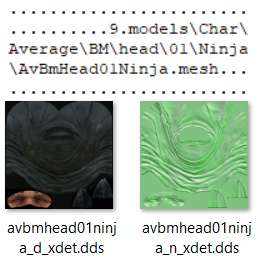 ........................
..........9.models\Char\
Average\BM\head\01\Ninja
\AvBmHead01Ninja.mesh...
........................
avbmhead01ninj
a_d_xdet.dds
avbmhead01ninj
a_n_xdet.dds